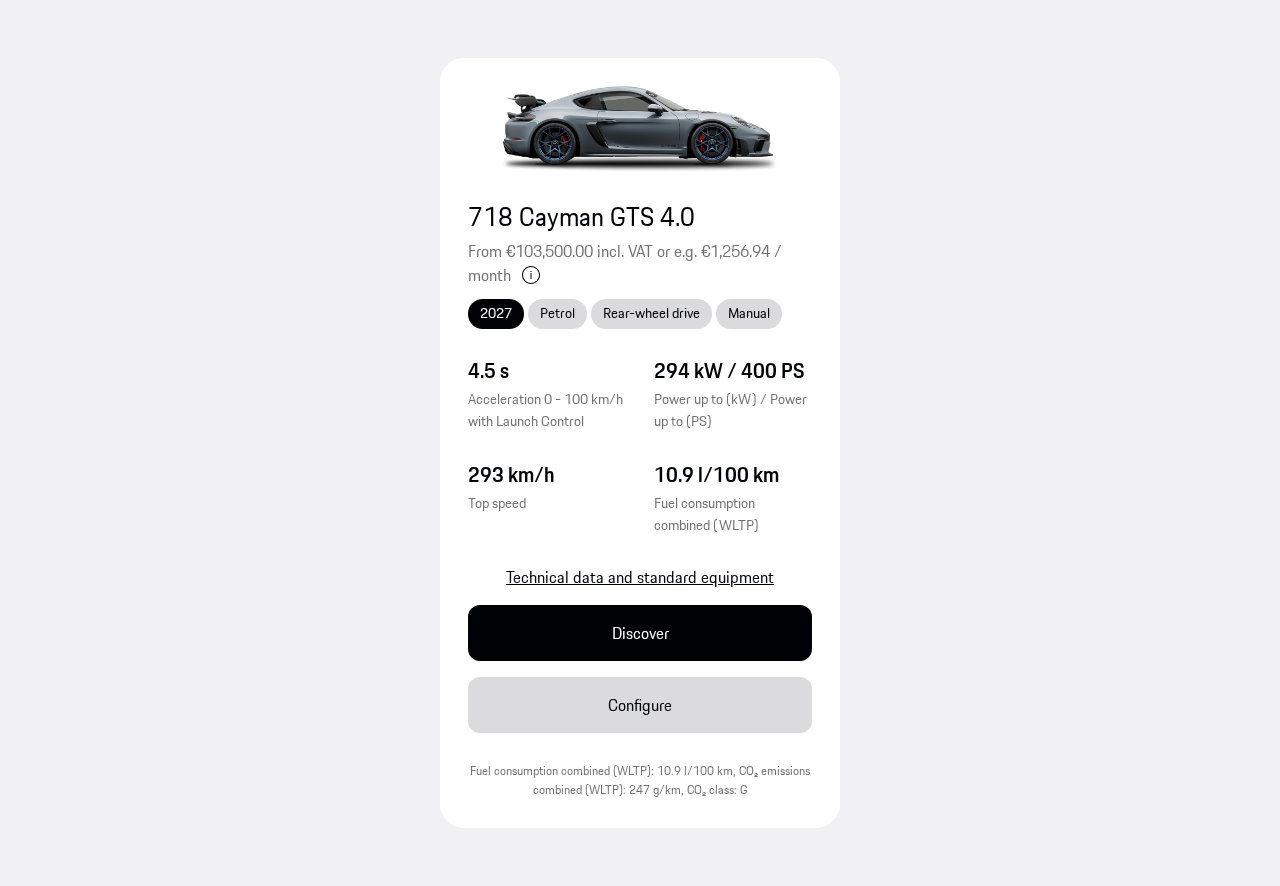 718 Cayman GTS 4.0
From €103,500.00 incl. VAT or e.g. €1,256.94 /
month
2027 Petrol Rear-wheel drive Manual
4.5 s
Acceleration 0 - 100 km/h
with Launch Control
294 kW / 400 PS
Power up to (kW) / Power
up to (PS)
293 km/h
Top speed
10.9 l/100 km
Fuel consumption
combined (WLTP)
Technical data and standard equipment
Discover
Configure
Fuel consumption combined (WLTP): 10.9 l/100 km, CO₂ emissions
combined (WLTP): 247 g/km, CO₂ class: G